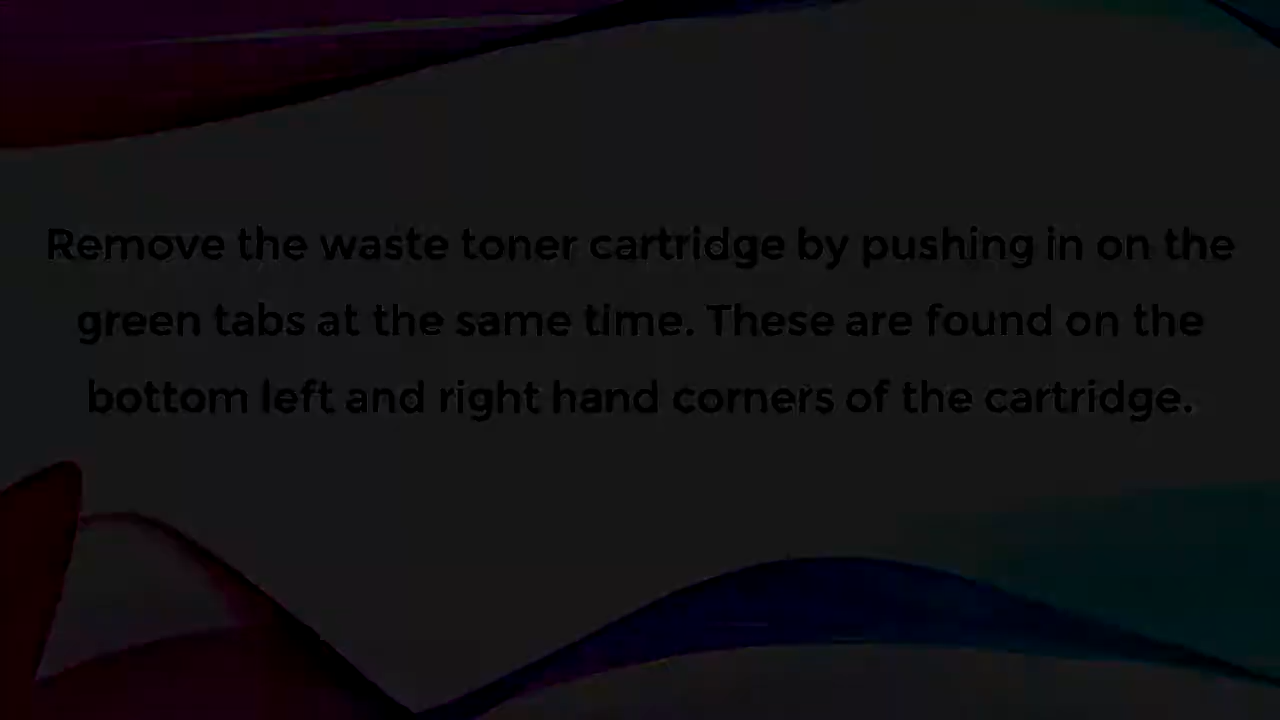 Remove the waste toner cartridge by pushing in on the
green tabs at the same time. These are found on the
bottom left and right hand corners of the cartridge.